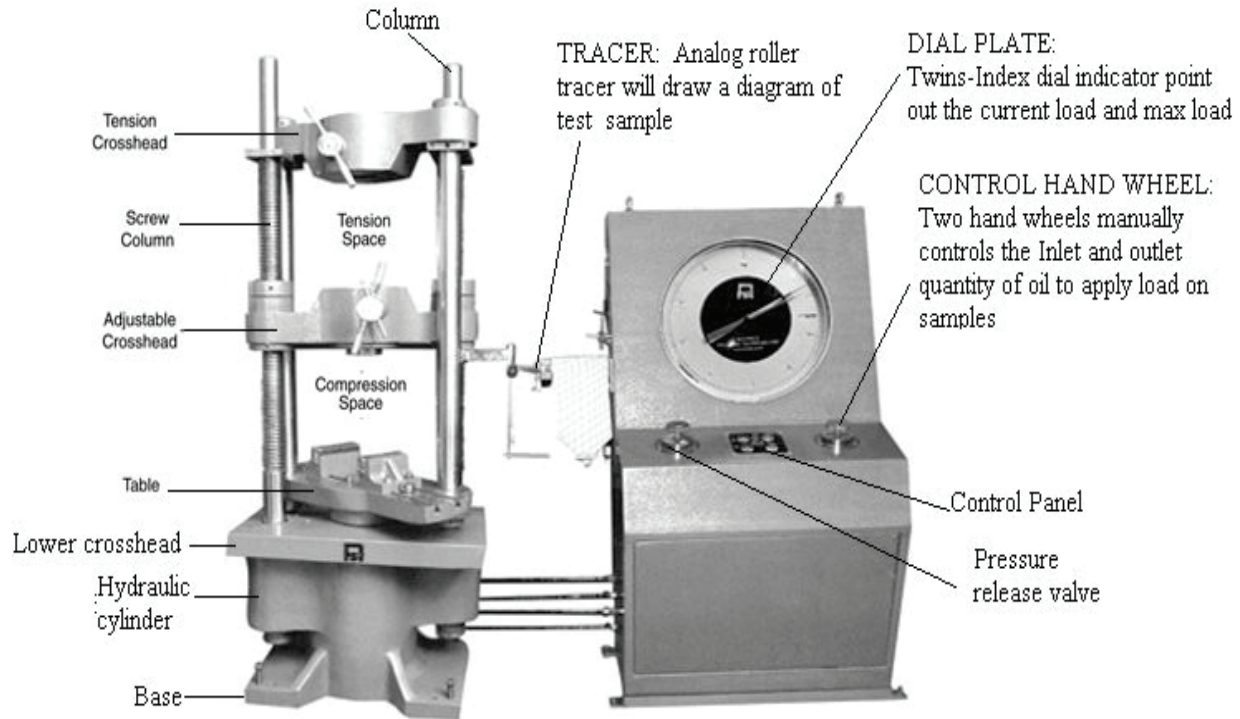 Column
TRACER: Analog roller
tracer will draw a diagram of
test sample
DIAL PLATE:
Twins-Index dial indicator point
out the current load and max load
Tension
Crosshead
CONTROL HAND WHEEL:
Two hand wheels manually
controls the Inlet and outlet
quantity of oil to apply load on
samples
Screw
Column
Tension
Space
Adjustable
Crosshead
Compression
Space
Table
Control Panel
Lower crosshead
Pressure
release valve
Hydraulic
cylinder
Base